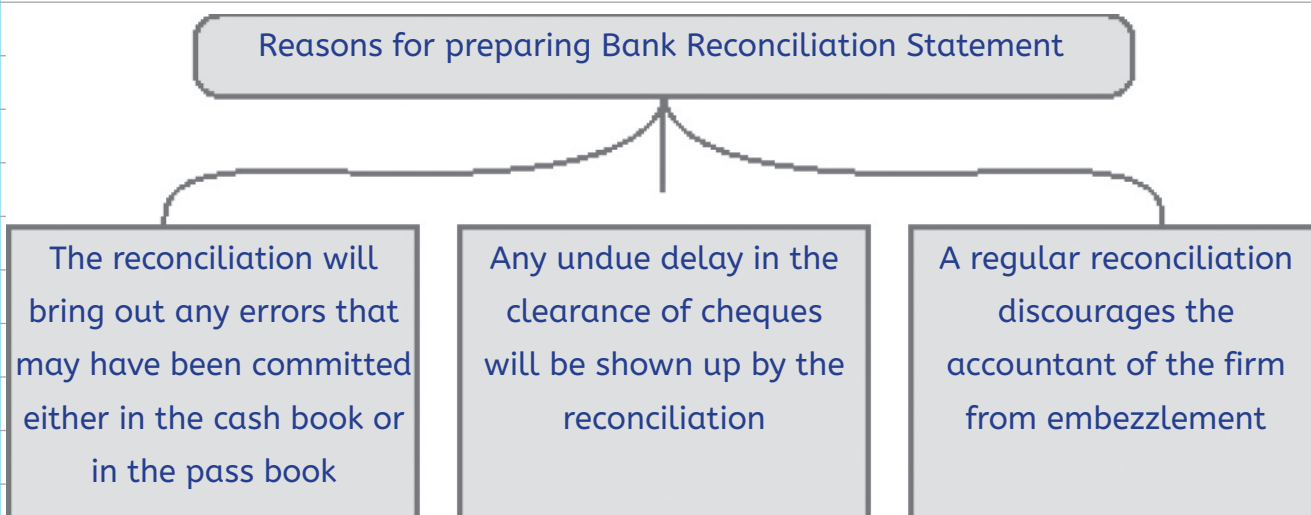 Reasons for preparing Bank Reconciliation Statement
The reconciliation will
bring out any errors that
may have been committed
either in the cash book or
in the pass book
Any undue delay in the
clearance of cheques
will be shown up by the
reconciliation
A regular reconciliation
discourages the
accountant of the firm
from embezzlement